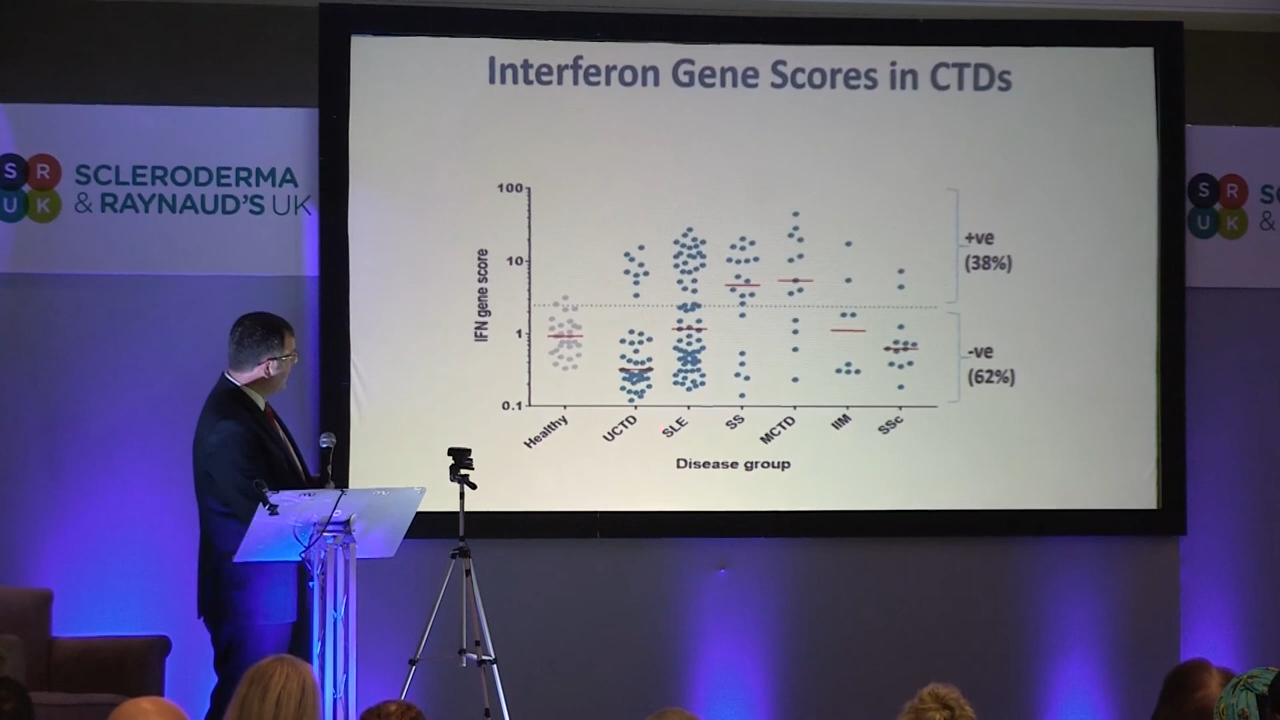 Interferon Gene Scores in CTDs
S R
U K
SCLERODERMA
& RAYNAUD'S UK
S R
U K
S
&
100
10
1
0.1
IFN gene score
+ve
(38%)
-ve
(62%)
Healthy
UCTD
SLE
SS
MCTD
IIM
SSc
Disease group